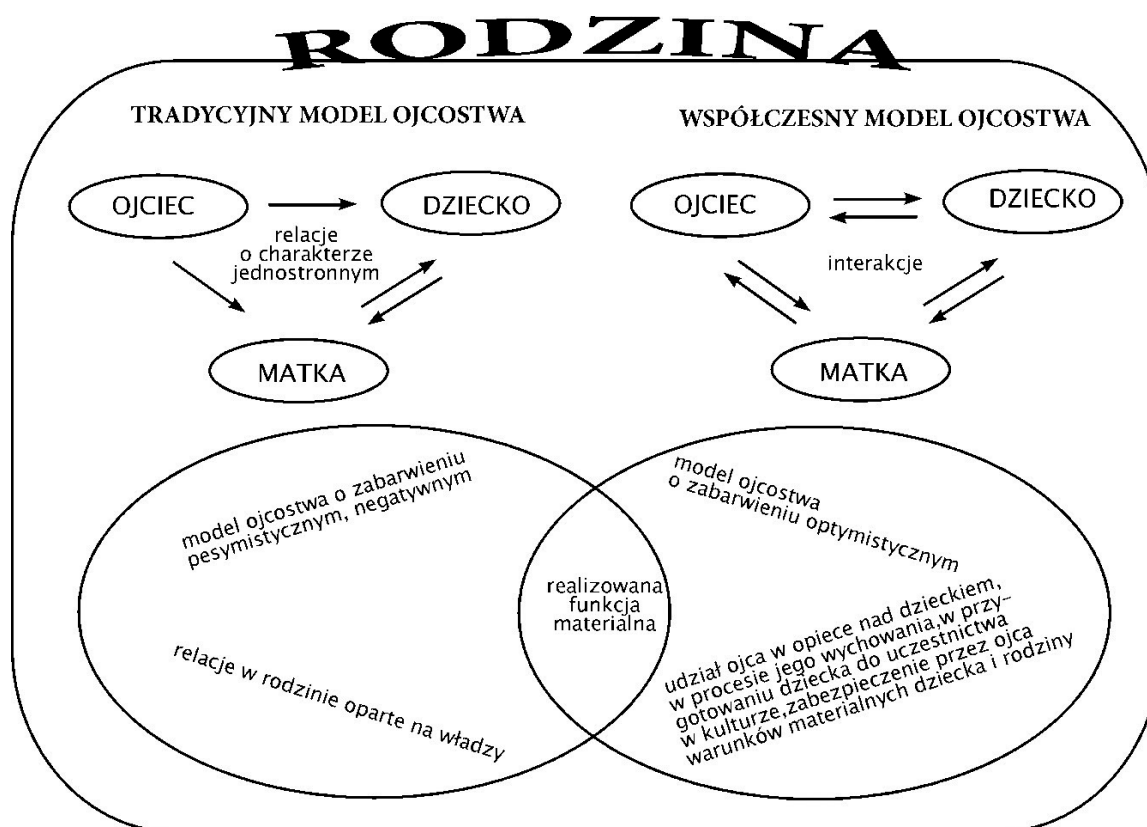 RODZINA
TRADYCYJNY MODEL OJCOSTWA
OJCIEC
DZIECKO
relacje
o charakterze
jednostronnym
MATKA
WSPÓŁCZESNY MODEL OJCOSTWA
OJCIEC
DZIECKO
interakcje
MATKA
model ojcostwa o zabarwieniu
pesymistycznym, negatywnym
relacje w rodzinie oparte na władzy
realizowana
funkcja
materialna
model ojcostwa
o zabarwieniu optymistycznym
udział ojca w opiece nad dzieckiem,
w procesie jego wychowania,w przy-
gotowaniu dziecka do uczestnictwa
w kulturze,zabezpieczenie przez ojca
warunków materialnych dziecka i rodziny